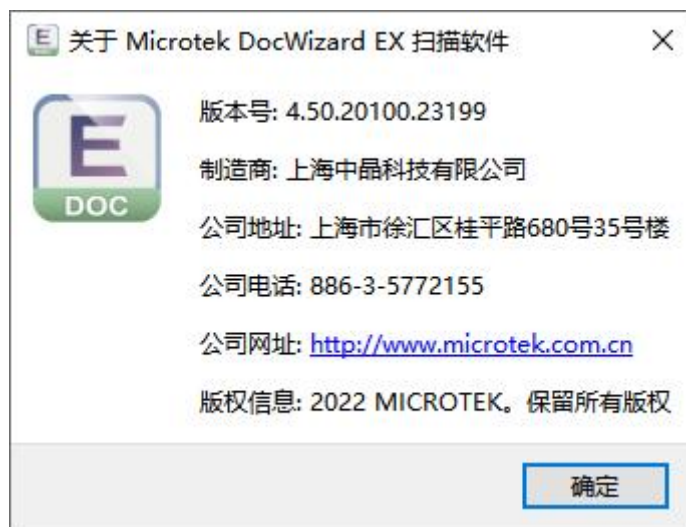 关于 Microtek DocWizard EX 扫描软件
E
DOC
版本号: 4.50.20100.23199
制造商: 上海中晶科技有限公司
公司地址: 上海市徐汇区桂平路680号35号楼
公司电话: 886-3-5772155
公司网址: http://www.microtek.com.cn
版权信息: 2022 MICROTEK。保留所有版权
确定